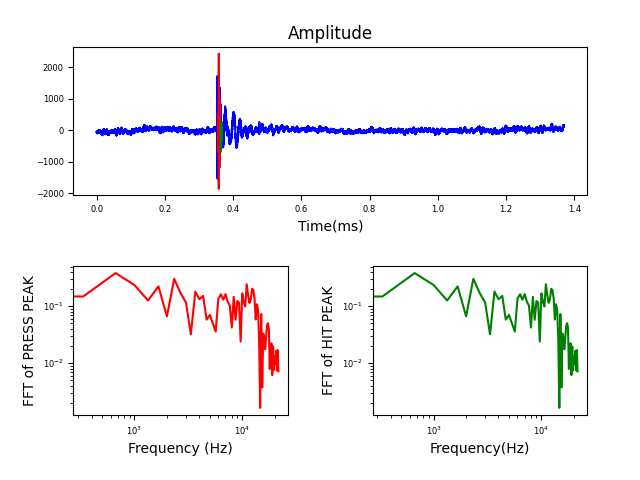 Amplitude
2000
1000
0
−1000
−2000
0.0 0.2 0.4 0.6 0.8 1.0 1.2 1.4
Time(ms)
FFT of PRESS PEAK
10⁻¹
10⁻²
10³ 10⁴
Frequency (Hz)
FFT of HIT PEAK
10⁻¹
10⁻²
10³ 10⁴
Frequency(Hz)